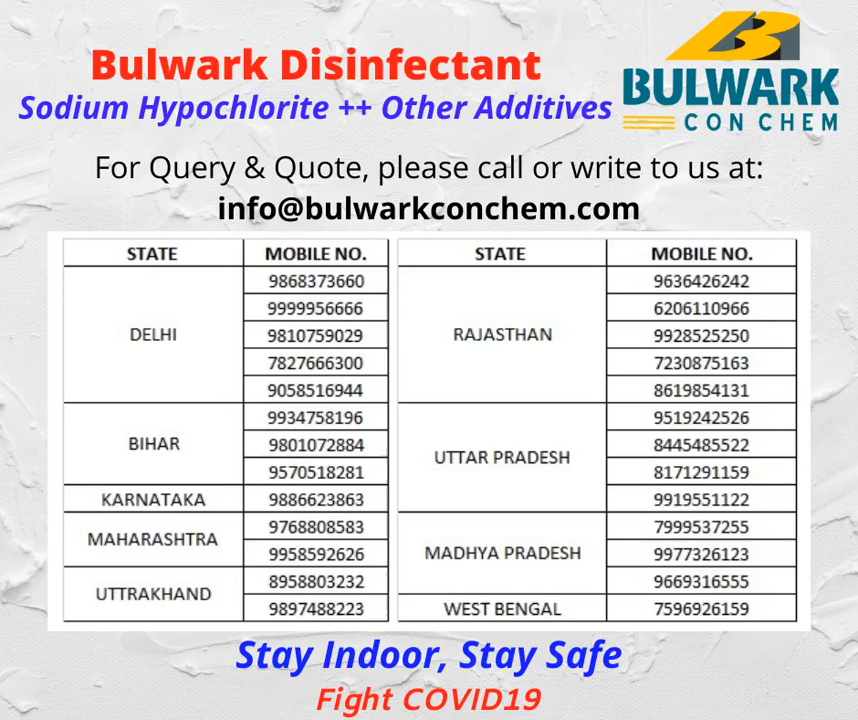 Bulwark Disinfectant
Sodium Hypochlorite ++ Other Additives
BULWARK
CON CHEM
For Query & Quote, please call or write to us at:
info@bulwarkconchem.com
STATE MOBILE NO.
DELHI
9868373660
9999956666
9810759029
7827666300
9058516944
BIHAR
9934758196
9801072884
9570518281
KARNATAKA 9886623863
MAHARASHTRA
9768808583
9958592626
UTTRAKHAND
8958803232
9897488223
STATE MOBILE NO.
RAJASTHAN
9636426242
6206110966
9928525250
7230875163
8619854131
UTTAR PRADESH
9519242526
8445485522
8171291159
9919551122
MADHYA PRADESH
7999537255
9977326123
9669316555
WEST BENGAL 7596926159
Stay Indoor, Stay Safe
Fight COVID19